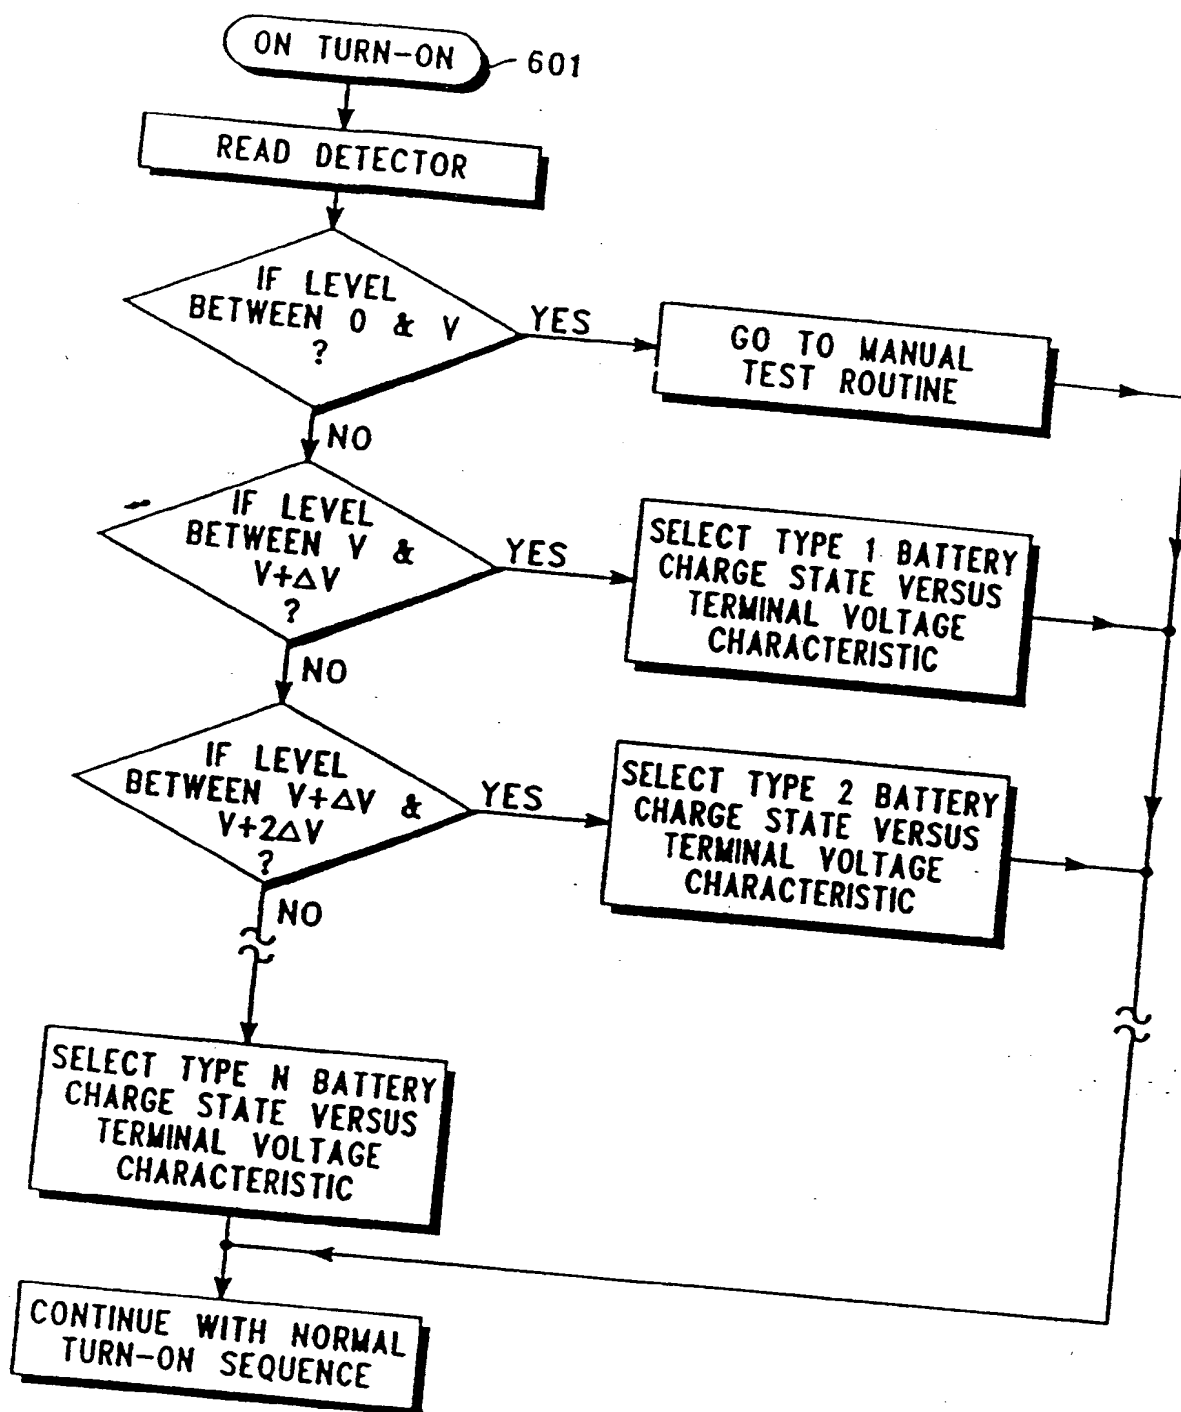 ON TURN-ON
601
READ DETECTOR
IF LEVEL
BETWEEN 0 & V
?
YES
GO TO MANUAL
TEST ROUTINE
NO
IF LEVEL
BETWEEN V &
V+ΔV
?
YES
SELECT TYPE 1 BATTERY
CHARGE STATE VERSUS
TERMINAL VOLTAGE
CHARACTERISTIC
NO
IF LEVEL
BETWEEN V+ΔV &
V+2ΔV
?
YES
SELECT TYPE 2 BATTERY
CHARGE STATE VERSUS
TERMINAL VOLTAGE
CHARACTERISTIC
NO
SELECT TYPE N BATTERY
CHARGE STATE VERSUS
TERMINAL VOLTAGE
CHARACTERISTIC
CONTINUE WITH NORMAL
TURN-ON SEQUENCE